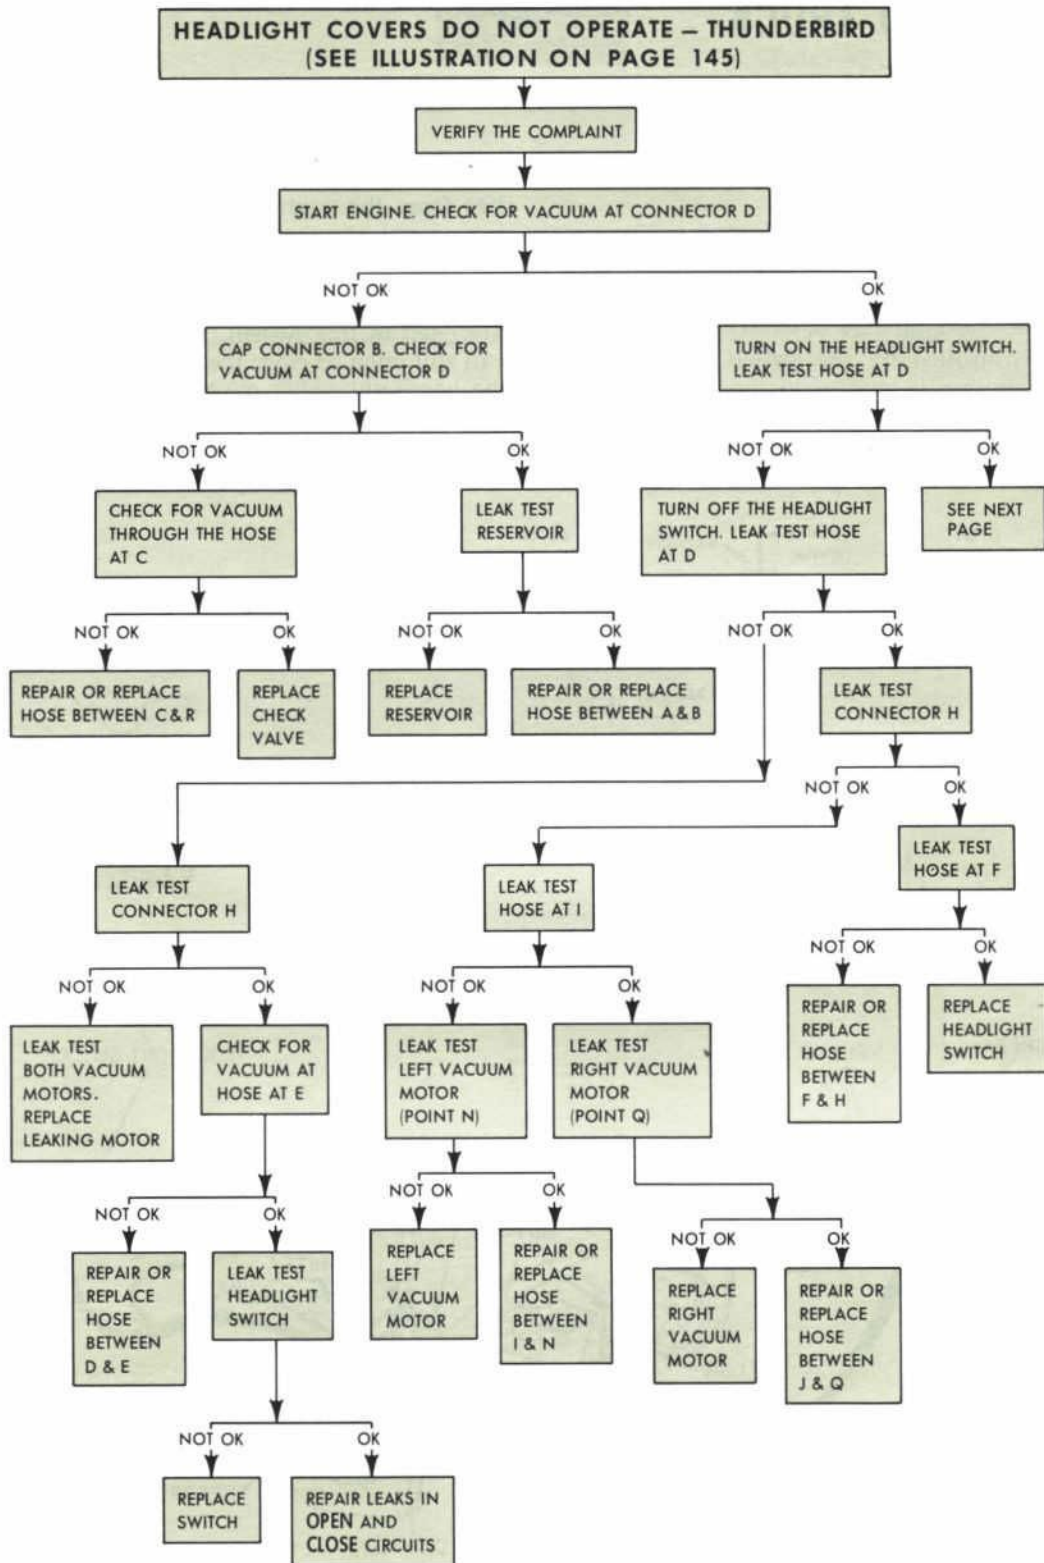 HEADLIGHT COVERS DO NOT OPERATE – THUNDERBIRD
(SEE ILLUSTRATION ON PAGE 145)
VERIFY THE COMPLAINT
START ENGINE. CHECK FOR VACUUM AT CONNECTOR D
NOT OK
OK
CAP CONNECTOR B. CHECK FOR
VACUUM AT CONNECTOR D
TURN ON THE HEADLIGHT SWITCH.
LEAK TEST HOSE AT D
NOT OK
OK
NOT OK
OK
CHECK FOR VACUUM
THROUGH THE HOSE
AT C
LEAK TEST
RESERVOIR
TURN OFF THE HEADLIGHT
SWITCH. LEAK TEST HOSE
AT D
SEE NEXT
PAGE
NOT OK
OK
NOT OK
OK
NOT OK
OK
REPAIR OR REPLACE
HOSE BETWEEN C & R
REPLACE
CHECK
VALVE
REPLACE
RESERVOIR
REPAIR OR REPLACE
HOSE BETWEEN A & B
LEAK TEST
CONNECTOR H
NOT OK
OK
LEAK TEST
CONNECTOR H
LEAK TEST
HOSE AT I
LEAK TEST
HOSE AT F
NOT OK
OK
NOT OK
OK
NOT OK
OK
LEAK TEST
BOTH VACUUM
MOTORS.
REPLACE
LEAKING MOTOR
CHECK FOR
VACUUM AT
HOSE AT E
LEAK TEST
LEFT VACUUM
MOTOR
(POINT N)
LEAK TEST
RIGHT VACUUM
MOTOR
(POINT Q)
REPAIR OR
REPLACE
HOSE
BETWEEN
F & H
REPLACE
HEADLIGHT
SWITCH
NOT OK
OK
NOT OK
OK
NOT OK
OK
REPAIR OR
REPLACE
HOSE
BETWEEN
D & E
LEAK TEST
HEADLIGHT
SWITCH
REPLACE
LEFT
VACUUM
MOTOR
REPAIR OR
REPLACE
HOSE
BETWEEN
I & N
REPLACE
RIGHT
VACUUM
MOTOR
REPAIR OR
REPLACE
HOSE
BETWEEN
J & Q
NOT OK
OK
REPLACE
SWITCH
REPAIR LEAKS IN
OPEN AND
CLOSE CIRCUITS